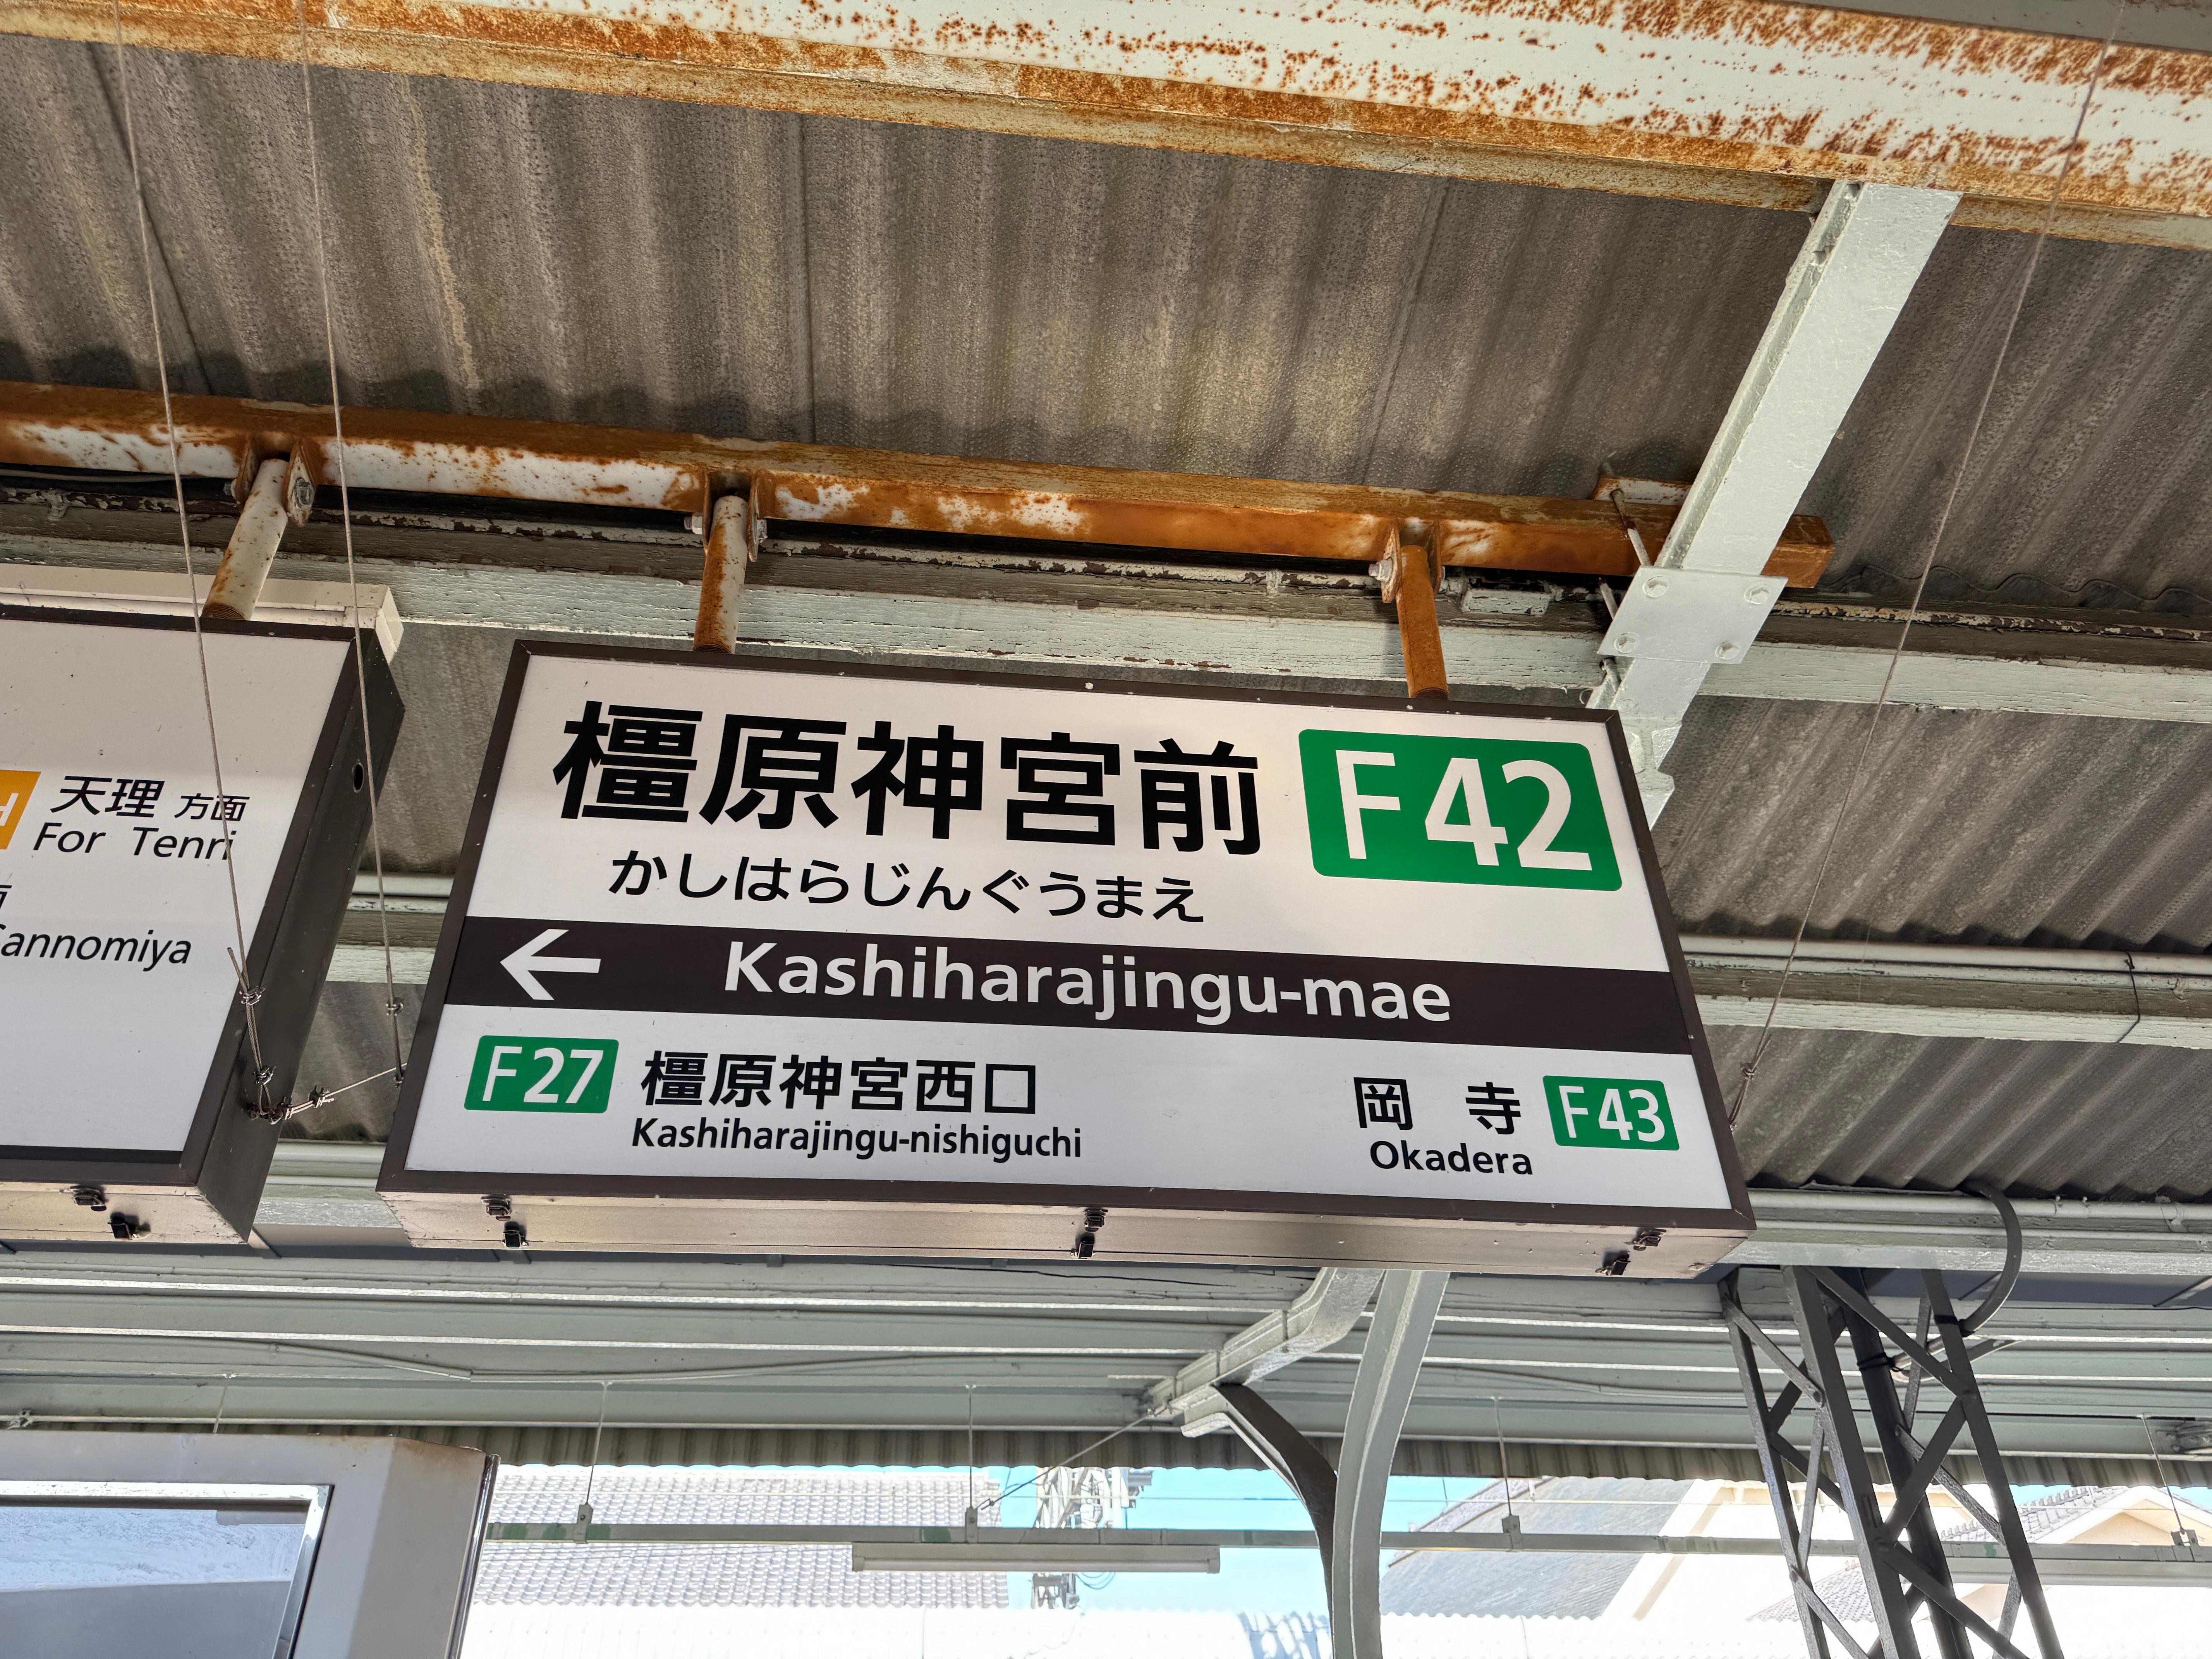 天理 方面
For Tenri
橿原神宮前 F42
かしはらじんぐうまえ
← Kashiharajingu-mae
F27 橿原神宮西口
Kashiharajingu-nishiguchi
岡寺 F43
Okadera